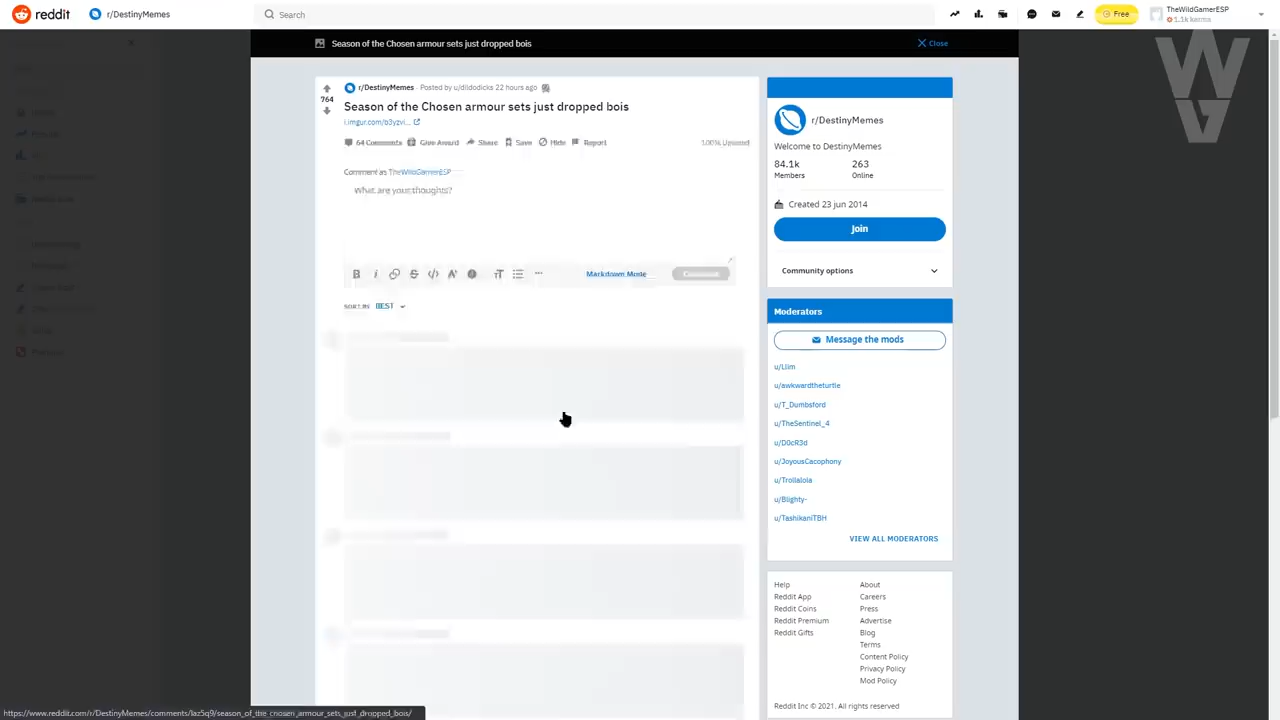 reddit
r/DestinyMemes
Search
Free
TheWildGamerESP
1.1k karma
Season of the Chosen armour sets just dropped bois
Close
W
G
764
r/DestinyMemes · Posted by u/dildodicks 22 hours ago
Season of the Chosen armour sets just dropped bois
i.imgur.com/b3yzvi...
64 Comments Give Award Share Save Hide Report
100% Upvoted
Comment as TheWildGamerESP
What are your thoughts?
B i
Markdown Mode
Comment
SORT BY BEST
r/DestinyMemes
Welcome to DestinyMemes
84.1k
263
Members
Online
Created 23 jun 2014
Join
Community options
Moderators
Message the mods
u/Llim
u/awkwardtheturtle
u/T_Dumbsford
u/TheSentinel_4
u/D0cR3d
u/JoyousCacophony
u/Trollalola
u/Blighty-
u/TashikaniTBH
VIEW ALL MODERATORS
Help
About
Reddit App
Careers
Reddit Coins
Press
Reddit Premium
Advertise
Reddit Gifts
Blog
Terms
Content Policy
Privacy Policy
Mod Policy
Reddit Inc © 2021. All rights reserved
https://www.reddit.com/r/DestinyMemes/comments/laz5q9/season_of_the_chosen_armour_sets_just_dropped_bois/